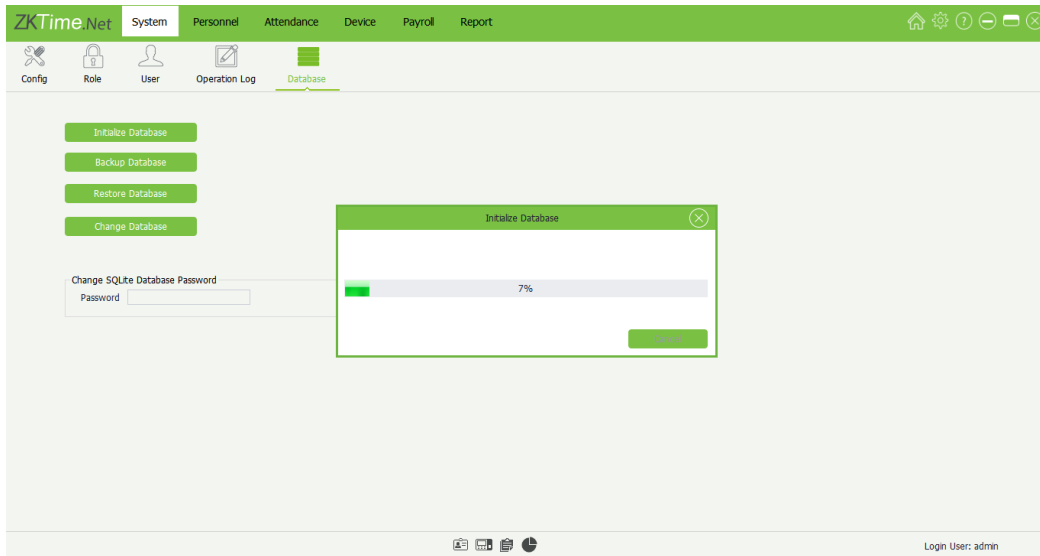 ZKTime.Net System Personnel Attendance Device Payroll Report
Config Role User Operation Log Database
Initialize Database
Backup Database
Restore Database
Change Database
Initialize Database
7%
Change SQLite Database Password
Password
Login User: admin